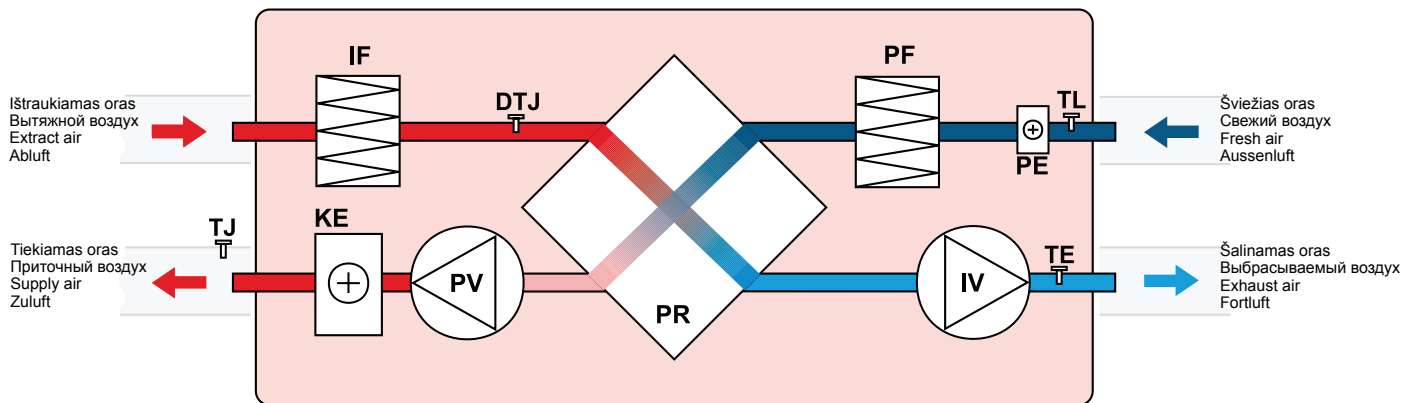 IF
PF
DTJ
TL
Ištraukiamas oras
Вытяжной воздух
Extract air
Abluft
Šviežias oras
Свежий воздух
Fresh air
Aussenluft
PE
TJ
KE
Tiekiamas oras
Приточный воздух
Supply air
Zuluft
PV
PR
IV
TE
Šalinamas oras
Выбрасываемый воздух
Exhaust air
Fortluft